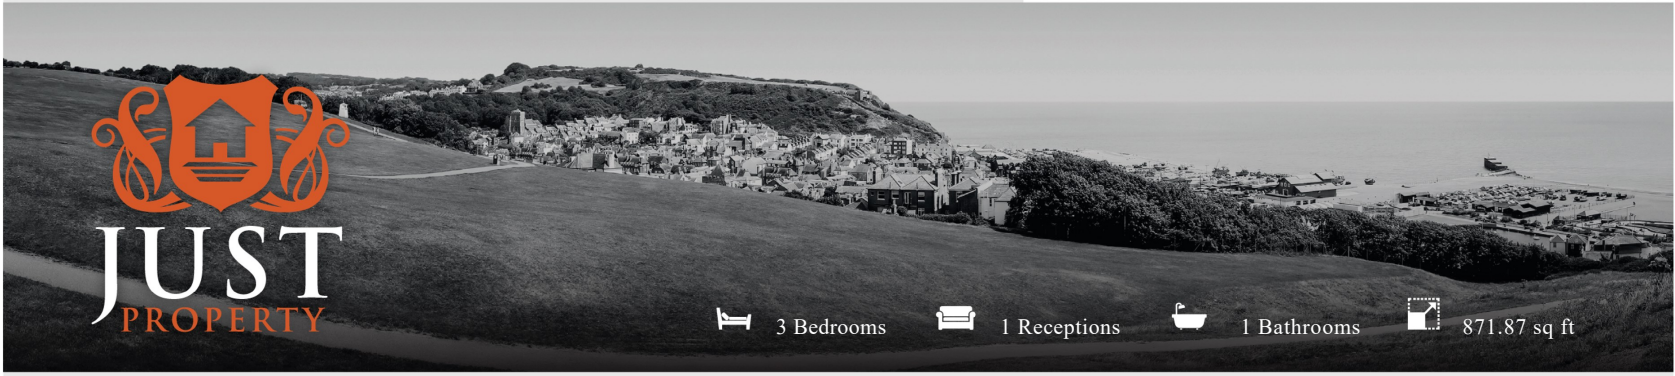 JUST
PROPERTY
3 Bedrooms
1 Receptions
1 Bathrooms
871.87 sq ft